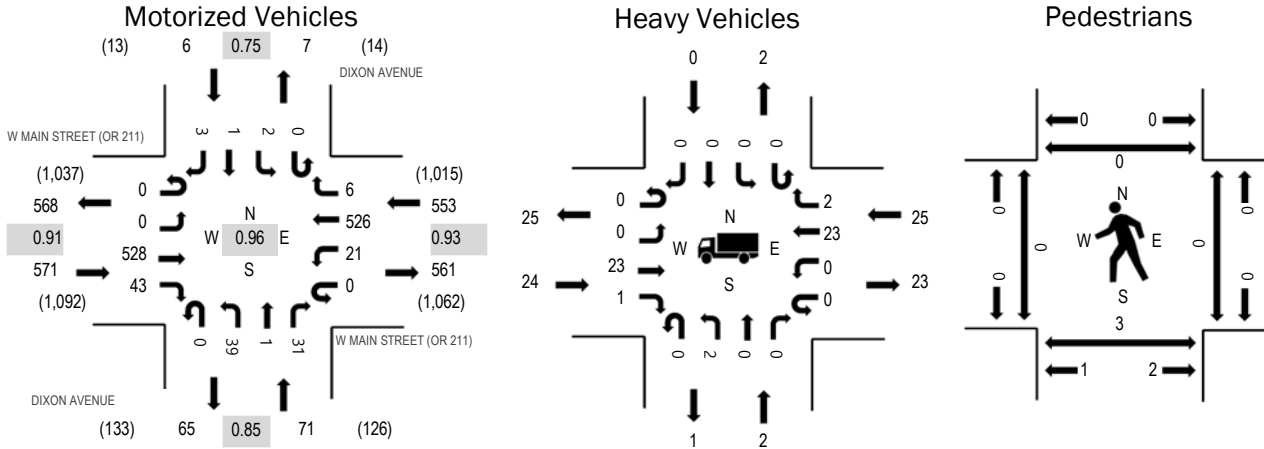 Motorized Vehicles Heavy Vehicles Pedestrians
(13) 6 0.75 7 (14)
DIXON AVENUE
0 2
0 0
3 1 2 0
0 0 0 0
0
W MAIN STREET (OR 211)
(1,037) (1,015)
0 6
0 2
568 553
0 526
N
25 25
0 23
N
0 0
N
0.91 W 0.96 E 0.93
W E
0 W E 0
528 21
23 0
571 561
S
24 23
S
0 0
S
43 0
1 0
(1,092) (1,062)
0 39 1 31
0 2 0 0
3
W MAIN STREET (OR 211)
1 2
DIXON AVENUE
(133) 65 0.85 71 (126)
1 2